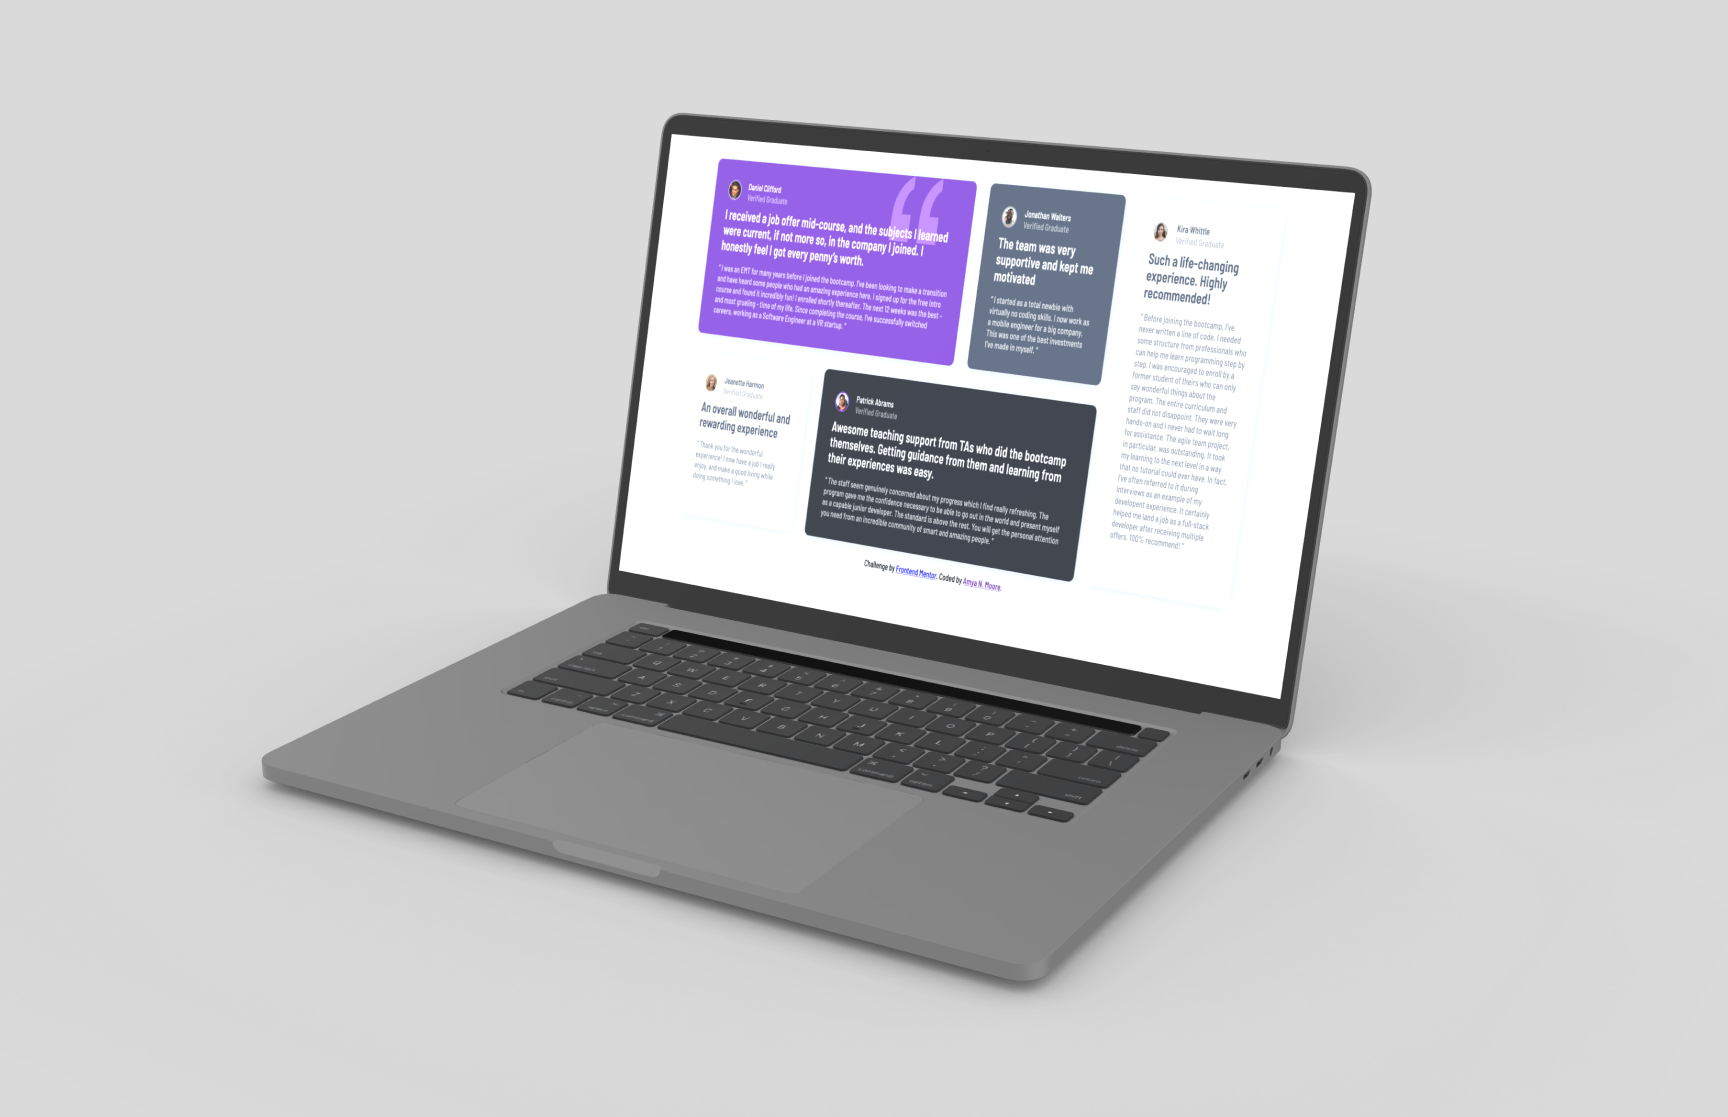 Daniel Clifford
Verified Graduate
I received a job offer mid-course, and the subjects I learned
were current, if not more so, in the company I joined. I
honestly feel I got every penny's worth.
" I was an EMT for many years before I joined the bootcamp. I've been looking to make a transition
and have heard some people who had an amazing experience here. I signed up for the free intro
course and found it incredibly fun! I enrolled shortly thereafter. The next 12 weeks was the best -
and most grueling - time of my life. Since completing the course, I've successfully switched
careers, working as a Software Engineer at a VR startup. "
Jonathan Walters
Verified Graduate
The team was very
supportive and kept me
motivated
" I started as a total newbie with
virtually no coding skills. I now work as
a mobile engineer for a big company.
This was one of the best investments
I've made in myself. "
Kira Whittle
Verified Graduate
Such a life-changing
experience. Highly
recommended!
" Before joining the bootcamp, I've
never written a line of code. I needed
some structure from professionals who
can help me learn programming step by
step. I was encouraged to enroll by a
former student of theirs who can only
say wonderful things about the
program. The entire curriculum and
staff did not disappoint. They were very
hands-on and I never had to wait long
for assistance. The agile team project,
in particular, was outstanding. It took
my learning to the next level in a way
that no tutorial could ever have. In fact,
I've often referred to it during
interviews as an example of my
developent experience. It certainly
helped me land a job as a full-stack
developer after receiving multiple
offers. 100% recommend! "
Jeanette Harmon
Verified Graduate
An overall wonderful and
rewarding experience
" Thank you for the wonderful
experience! I now have a job I really
enjoy, and make a good living while
doing something I love. "
Patrick Abrams
Verified Graduate
Awesome teaching support from TAs who did the bootcamp
themselves. Getting guidance from them and learning from
their experiences was easy.
" The staff seem genuinely concerned about my progress which I find really refreshing. The
program gave me the confidence necessary to be able to go out in the world and present myself
as a capable junior developer. The standard is above the rest. You will get the personal attention
you need from an incredible community of smart and amazing people. "
Challenge by Frontend Mentor. Coded by Amya N. Moore.
Q W E R T Y U I O P
A S D F G H J K L
Z X C V B N M